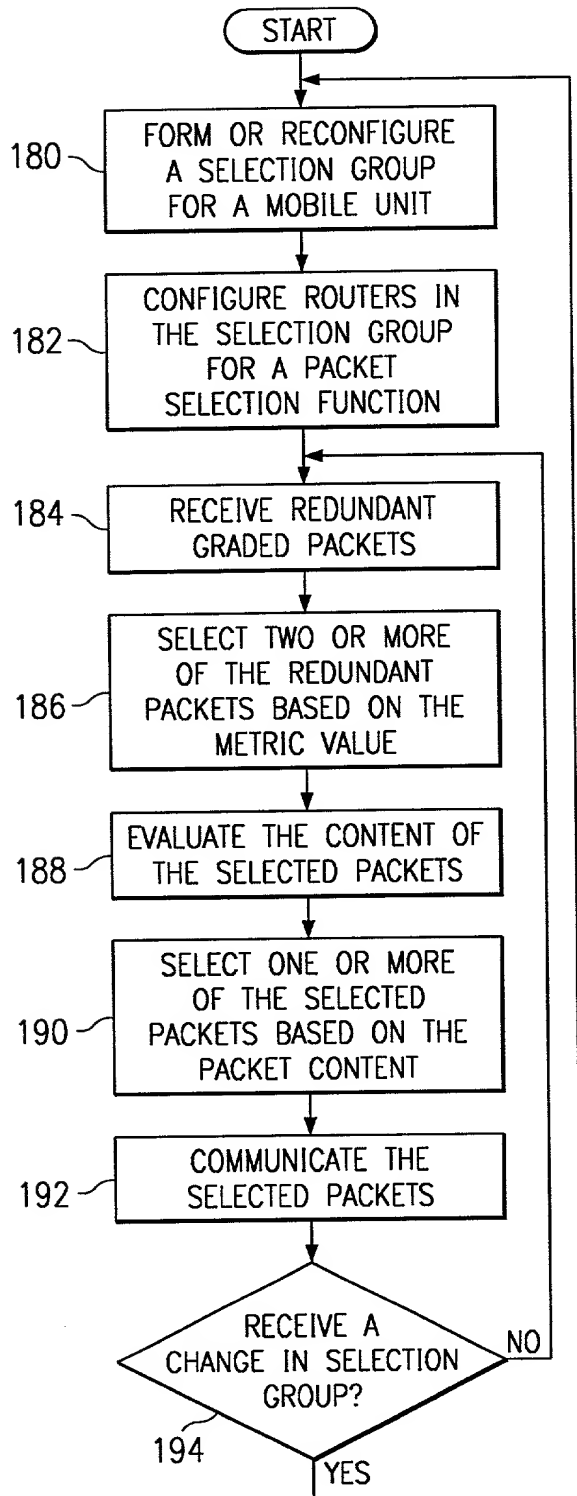 START
180
FORM OR RECONFIGURE
A SELECTION GROUP
FOR A MOBILE UNIT
182
CONFIGURE ROUTERS IN
THE SELECTION GROUP
FOR A PACKET
SELECTION FUNCTION
184
RECEIVE REDUNDANT
GRADED PACKETS
186
SELECT TWO OR MORE
OF THE REDUNDANT
PACKETS BASED ON THE
METRIC VALUE
188
EVALUATE THE CONTENT OF
THE SELECTED PACKETS
190
SELECT ONE OR MORE
OF THE SELECTED
PACKETS BASED ON THE
PACKET CONTENT
192
COMMUNICATE THE
SELECTED PACKETS
RECEIVE A
CHANGE IN SELECTION
GROUP?
NO
194
YES